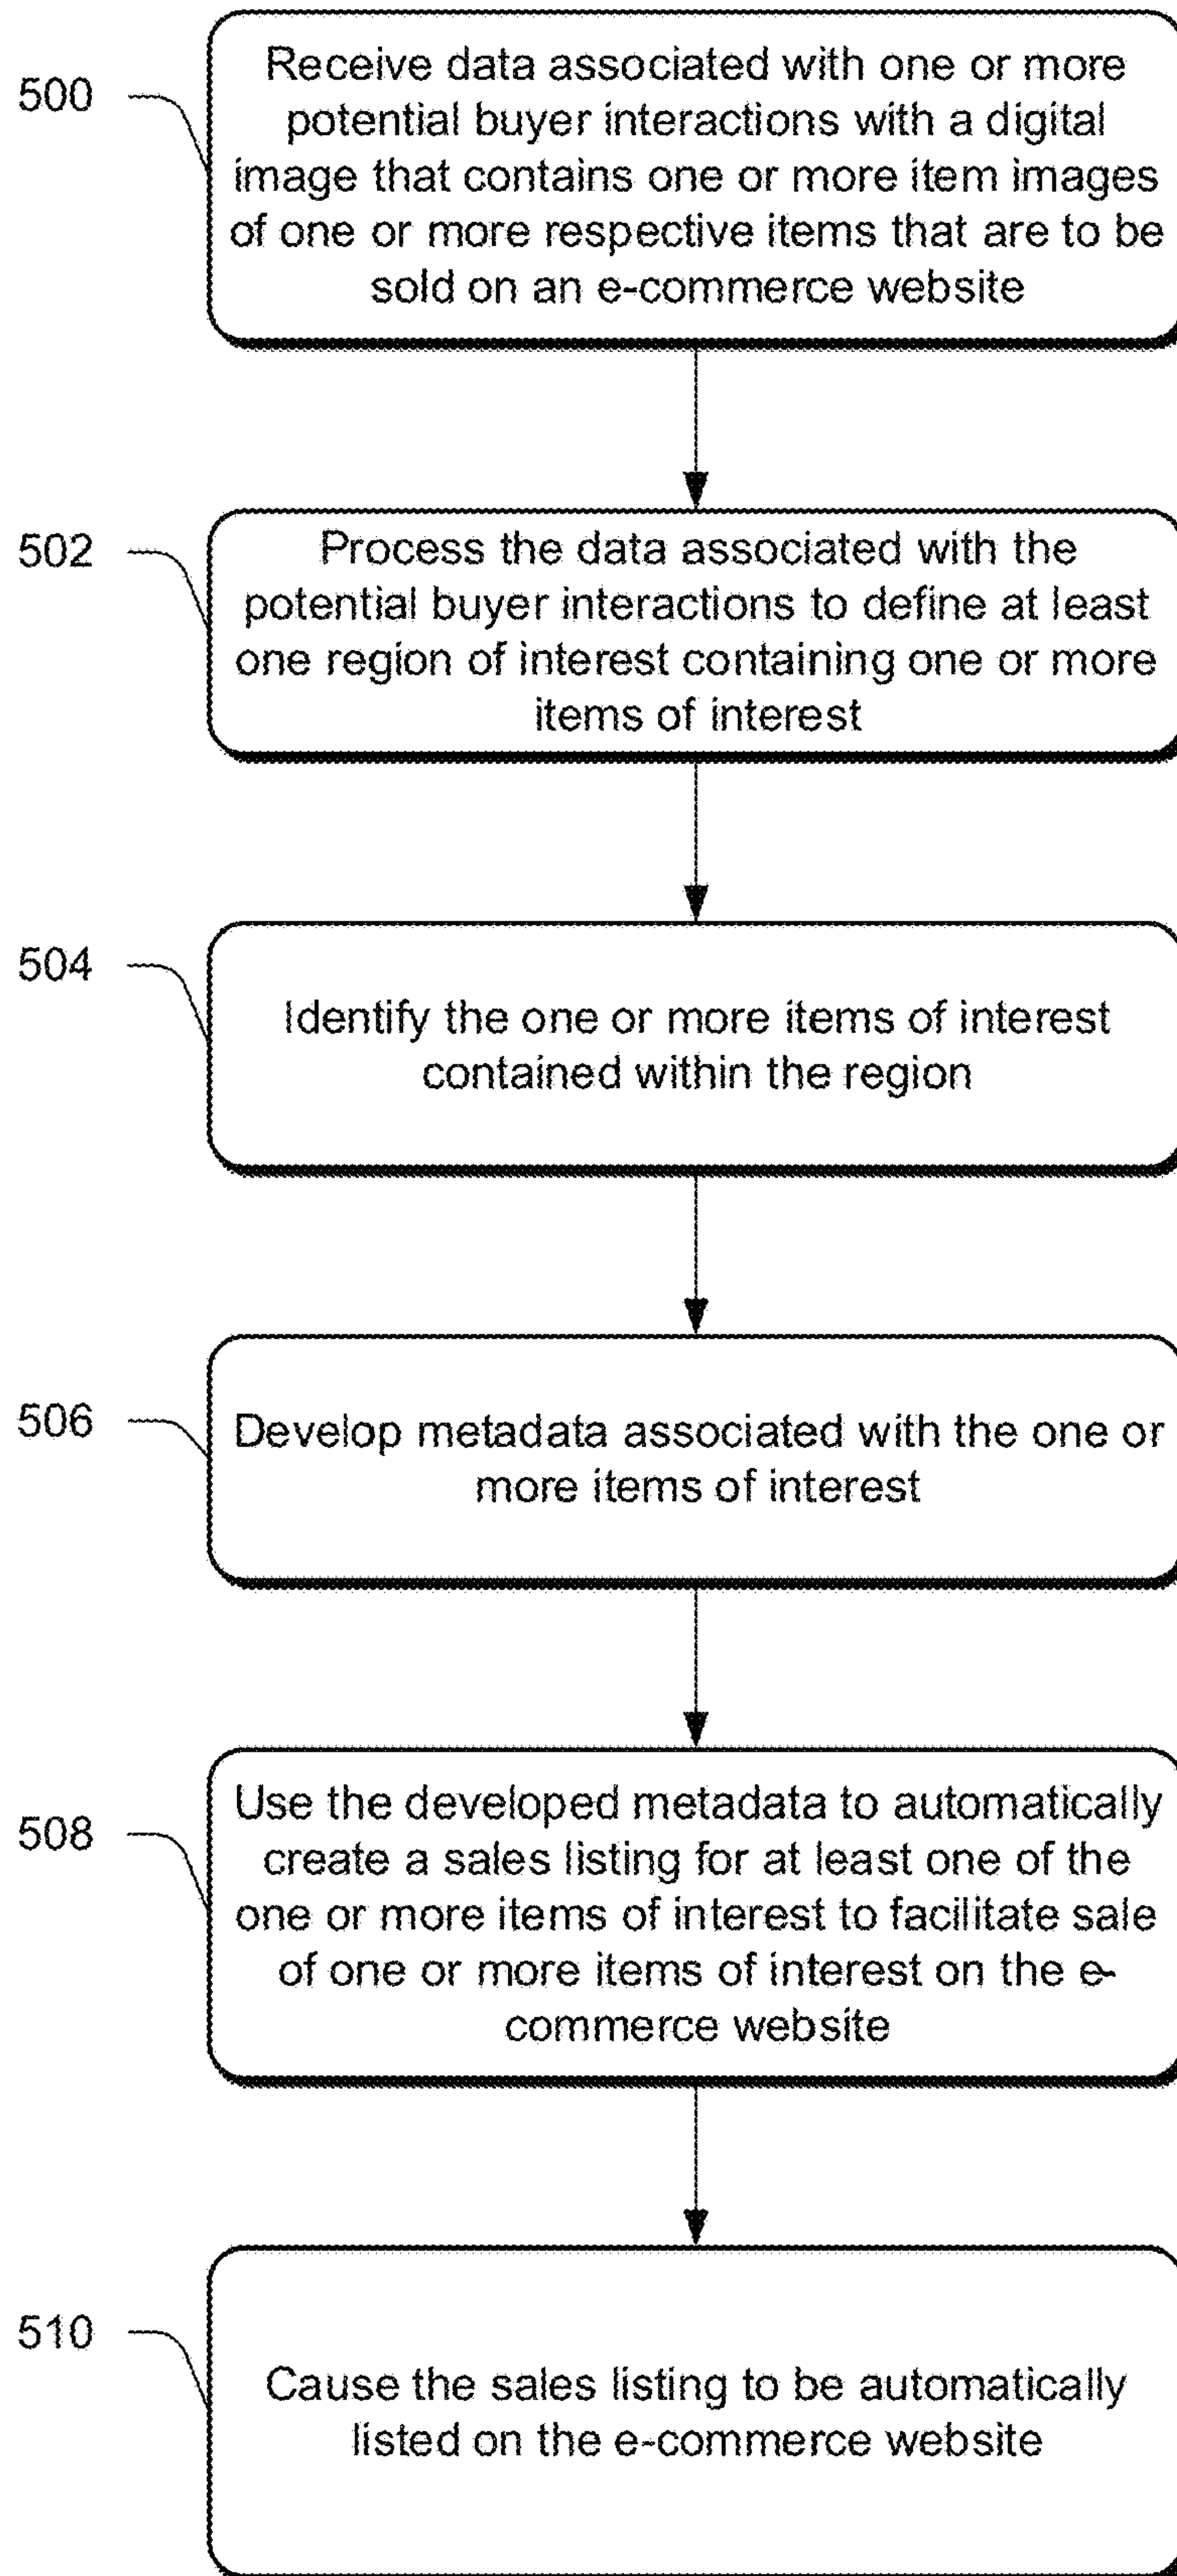 500
Receive data associated with one or more
potential buyer interactions with a digital
image that contains one or more item images
of one or more respective items that are to be
sold on an e-commerce website
502
Process the data associated with the
potential buyer interactions to define at least
one region of interest containing one or more
items of interest
504
Identify the one or more items of interest
contained within the region
506
Develop metadata associated with the one or
more items of interest
508
Use the developed metadata to automatically
create a sales listing for at least one of the
one or more items of interest to facilitate sale
of one or more items of interest on the e-
commerce website
510
Cause the sales listing to be automatically
listed on the e-commerce website